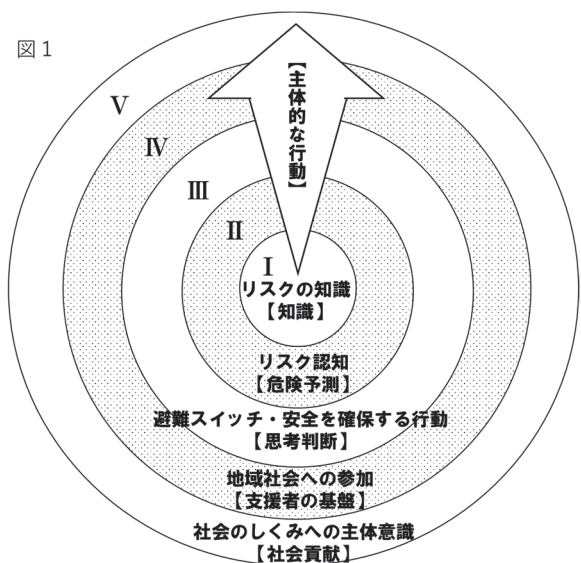 図1
【主体的な行動】
Ⅴ
Ⅳ
Ⅲ
Ⅱ
Ⅰ
リスクの知識
【知識】
リスク認知
【危険予測】
避難スイッチ・安全を確保する行動
【思考判断】
地域社会への参加
【支援者の基盤】
社会のしくみへの主体意識
【社会貢献】